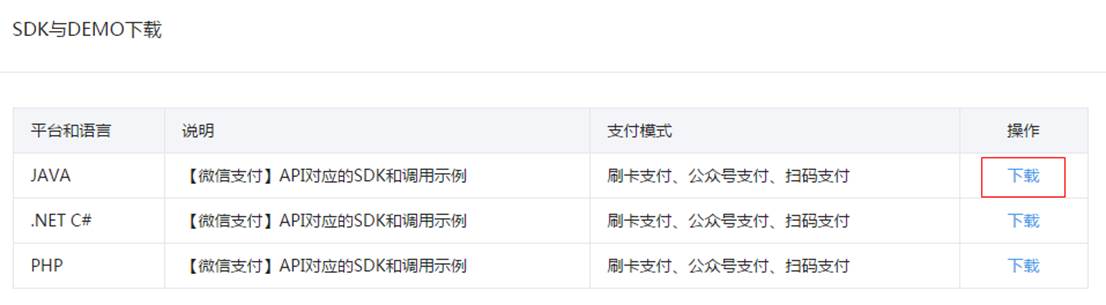 SDK与DEMO下载
平台和语言 说明 支付模式 操作
JAVA 【微信支付】API对应的SDK和调用示例 刷卡支付、公众号支付、扫码支付 下载
.NET C# 【微信支付】API对应的SDK和调用示例 刷卡支付、公众号支付、扫码支付 下载
PHP 【微信支付】API对应的SDK和调用示例 刷卡支付、公众号支付、扫码支付 下载